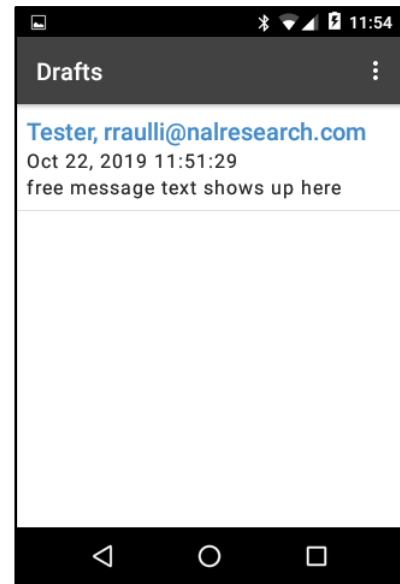 11:54
Drafts
Tester, rraulli@nalresearch.com
Oct 22, 2019 11:51:29
free message text shows up here